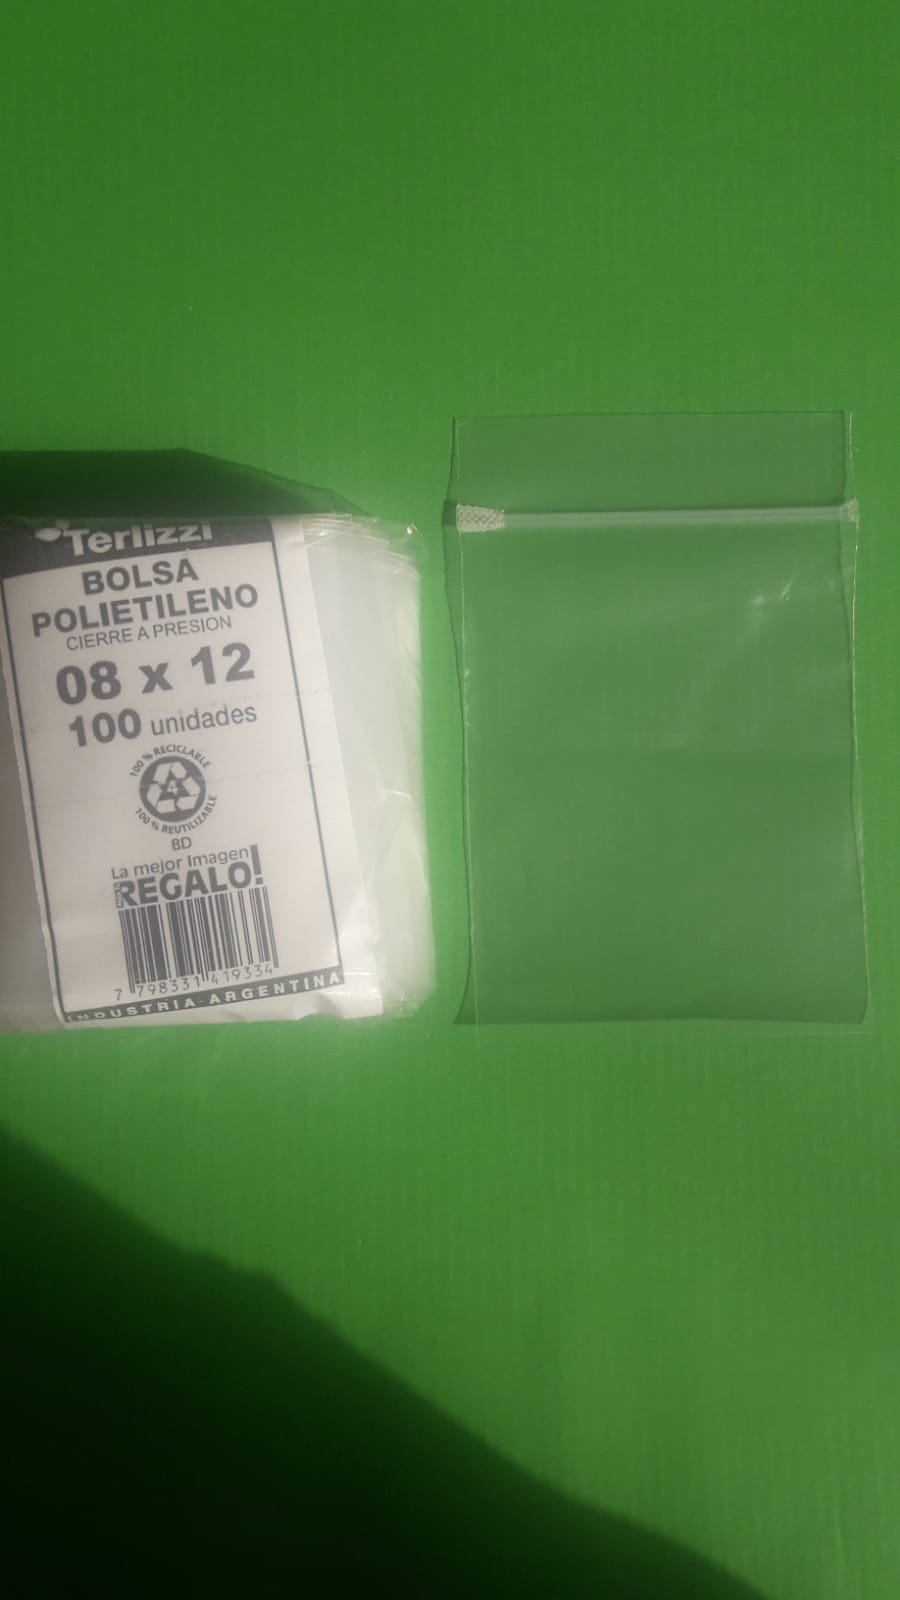 Terlizzi
BOLSA
POLIETILENO
CIERRE A PRESION
08 x 12
100 unidades
100 % RECICLABLE
4
100 % REUTILIZABLE
BD
La mejor Imagen
REGALO!
7 798331 419334
INDUSTRIA ARGENTINA